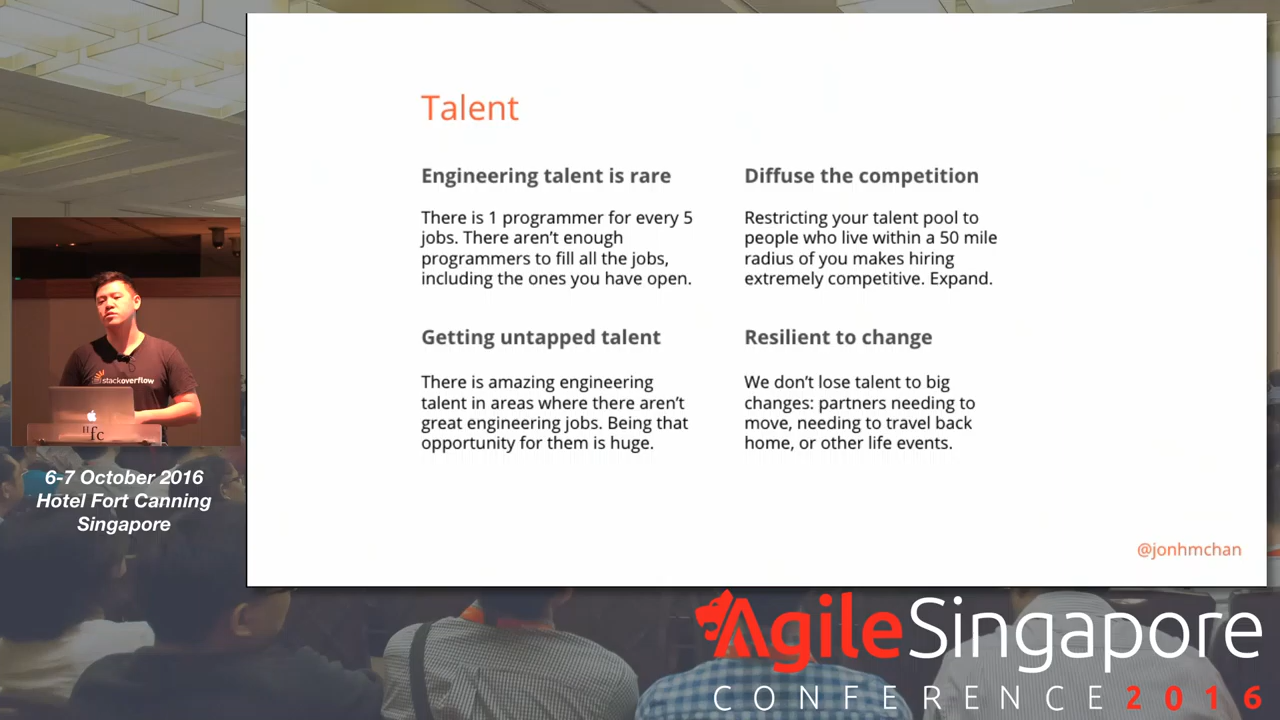 Talent
Engineering talent is rare
There is 1 programmer for every 5
jobs. There aren't enough
programmers to fill all the jobs,
including the ones you have open.
Diffuse the competition
Restricting your talent pool to
people who live within a 50 mile
radius of you makes hiring
extremely competitive. Expand.
Getting untapped talent
There is amazing engineering
talent in areas where there aren't
great engineering jobs. Being that
opportunity for them is huge.
Resilient to change
We don't lose talent to big
changes: partners needing to
move, needing to travel back
home, or other life events.
@jonhmchan
stackoverflow
fc
6-7 October 2016
Hotel Fort Canning
Singapore
AgileSingapore
CONFERENCE 2016